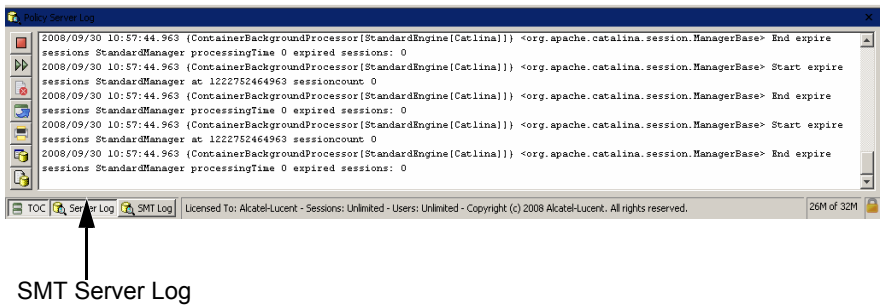 Policy Server Log
2008/09/30 10:57:44.963 {ContainerBackgroundProcessor[StandardEngine[Catlina]]} <org.apache.catalina.session.ManagerBase> End expire
sessions StandardManager processingTime 0 expired sessions: 0
2008/09/30 10:57:44.963 {ContainerBackgroundProcessor[StandardEngine[Catlina]]} <org.apache.catalina.session.ManagerBase> Start expire
sessions StandardManager at 1222752464963 sessioncount 0
2008/09/30 10:57:44.963 {ContainerBackgroundProcessor[StandardEngine[Catlina]]} <org.apache.catalina.session.ManagerBase> End expire
sessions StandardManager processingTime 0 expired sessions: 0
2008/09/30 10:57:44.963 {ContainerBackgroundProcessor[StandardEngine[Catlina]]} <org.apache.catalina.session.ManagerBase> Start expire
sessions StandardManager at 1222752464963 sessioncount 0
2008/09/30 10:57:44.963 {ContainerBackgroundProcessor[StandardEngine[Catlina]]} <org.apache.catalina.session.ManagerBase> End expire
sessions StandardManager processingTime 0 expired sessions: 0
TOC Server Log SMT Log Licensed To: Alcatel-Lucent - Sessions: Unlimited - Users: Unlimited - Copyright (c) 2008 Alcatel-Lucent. All rights reserved. 26M of 32M
SMT Server Log